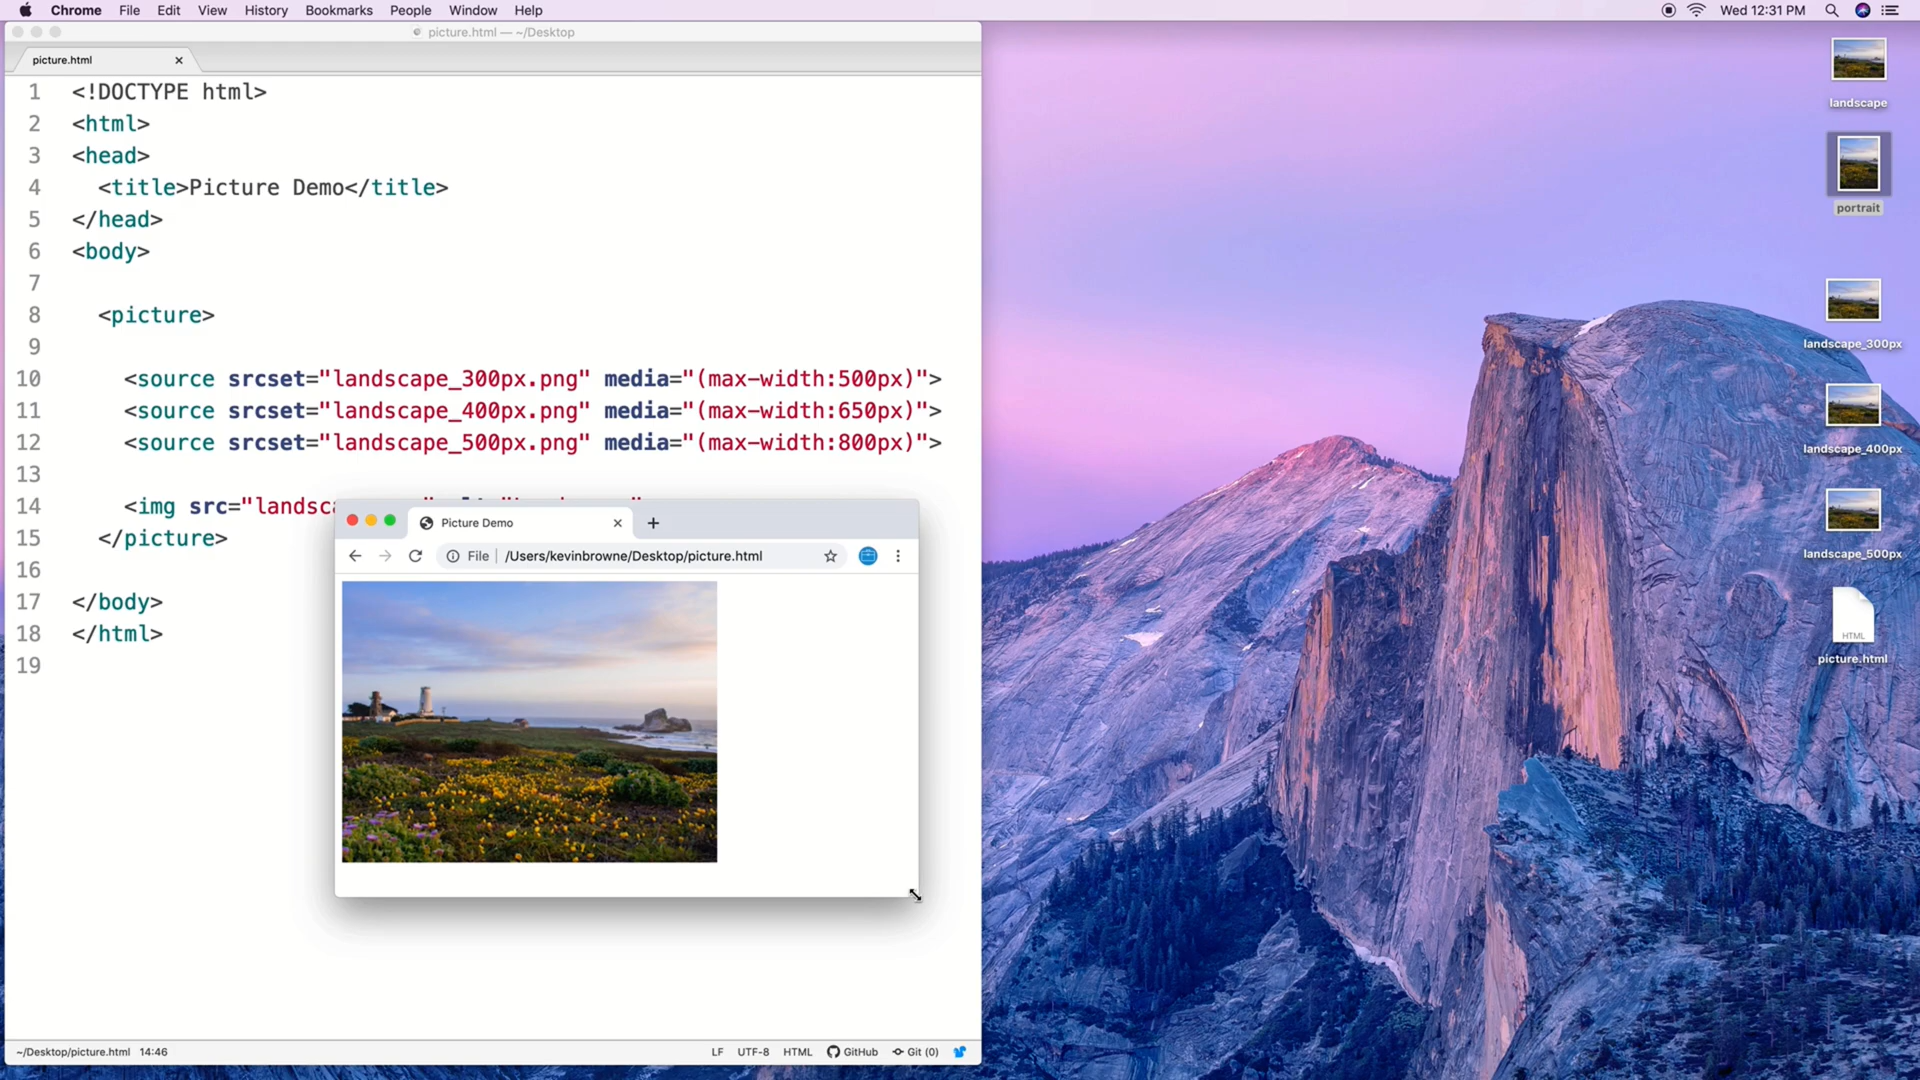 Chrome File Edit View History Bookmarks People Window Help
Wed 12:31 PM
picture.html — ~/Desktop
picture.html
1 <!DOCTYPE html>
2 <html>
3 <head>
4 <title>Picture Demo</title>
5 </head>
6 <body>
7
8 <picture>
9
10 <source srcset="landscape_300px.png" media="(max-width:500px)">
11 <source srcset="landscape_400px.png" media="(max-width:650px)">
12 <source srcset="landscape_500px.png" media="(max-width:800px)">
13
14 <img src="landsca
15 </picture>
16
17 </body>
18 </html>
19
Picture Demo
File /Users/kevinbrowne/Desktop/picture.html
~/Desktop/picture.html 14:46
LF UTF-8 HTML GitHub Git (0)
landscape
portrait
landscape_300px
landscape_400px
landscape_500px
HTML
picture.html